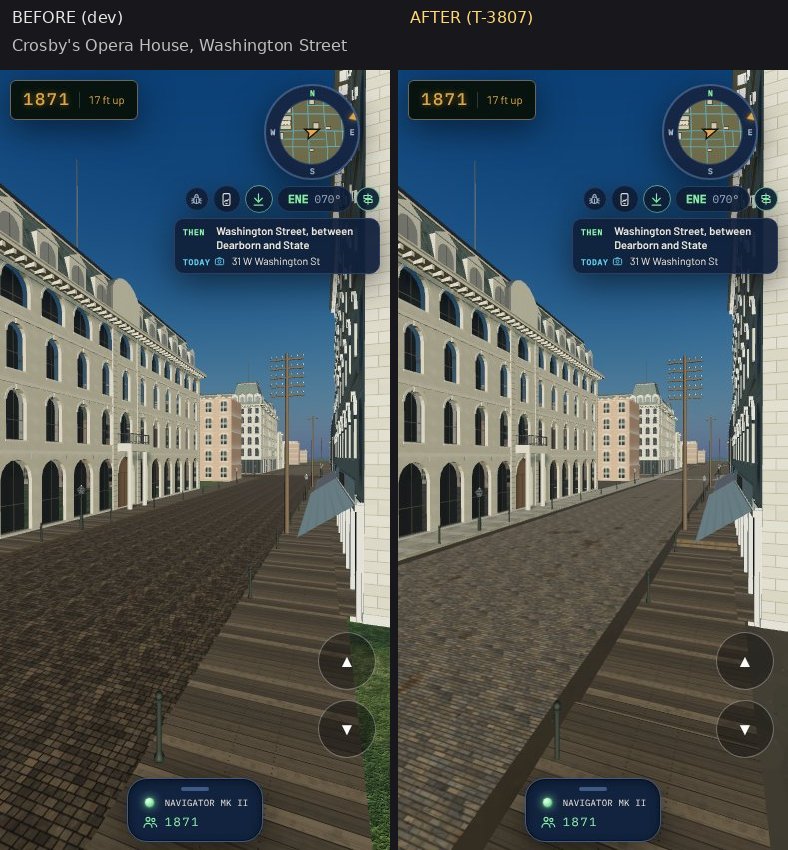 BEFORE (dev)
AFTER (T-3807)
Crosby's Opera House, Washington Street
1871 17 ft up
N
W E
S
ENE 070°
THEN Washington Street, between
Dearborn and State
TODAY 31 W Washington St
NAVIGATOR MK II
1871
1871 17 ft up
N
W E
S
ENE 070°
THEN Washington Street, between
Dearborn and State
TODAY 31 W Washington St
NAVIGATOR MK II
1871